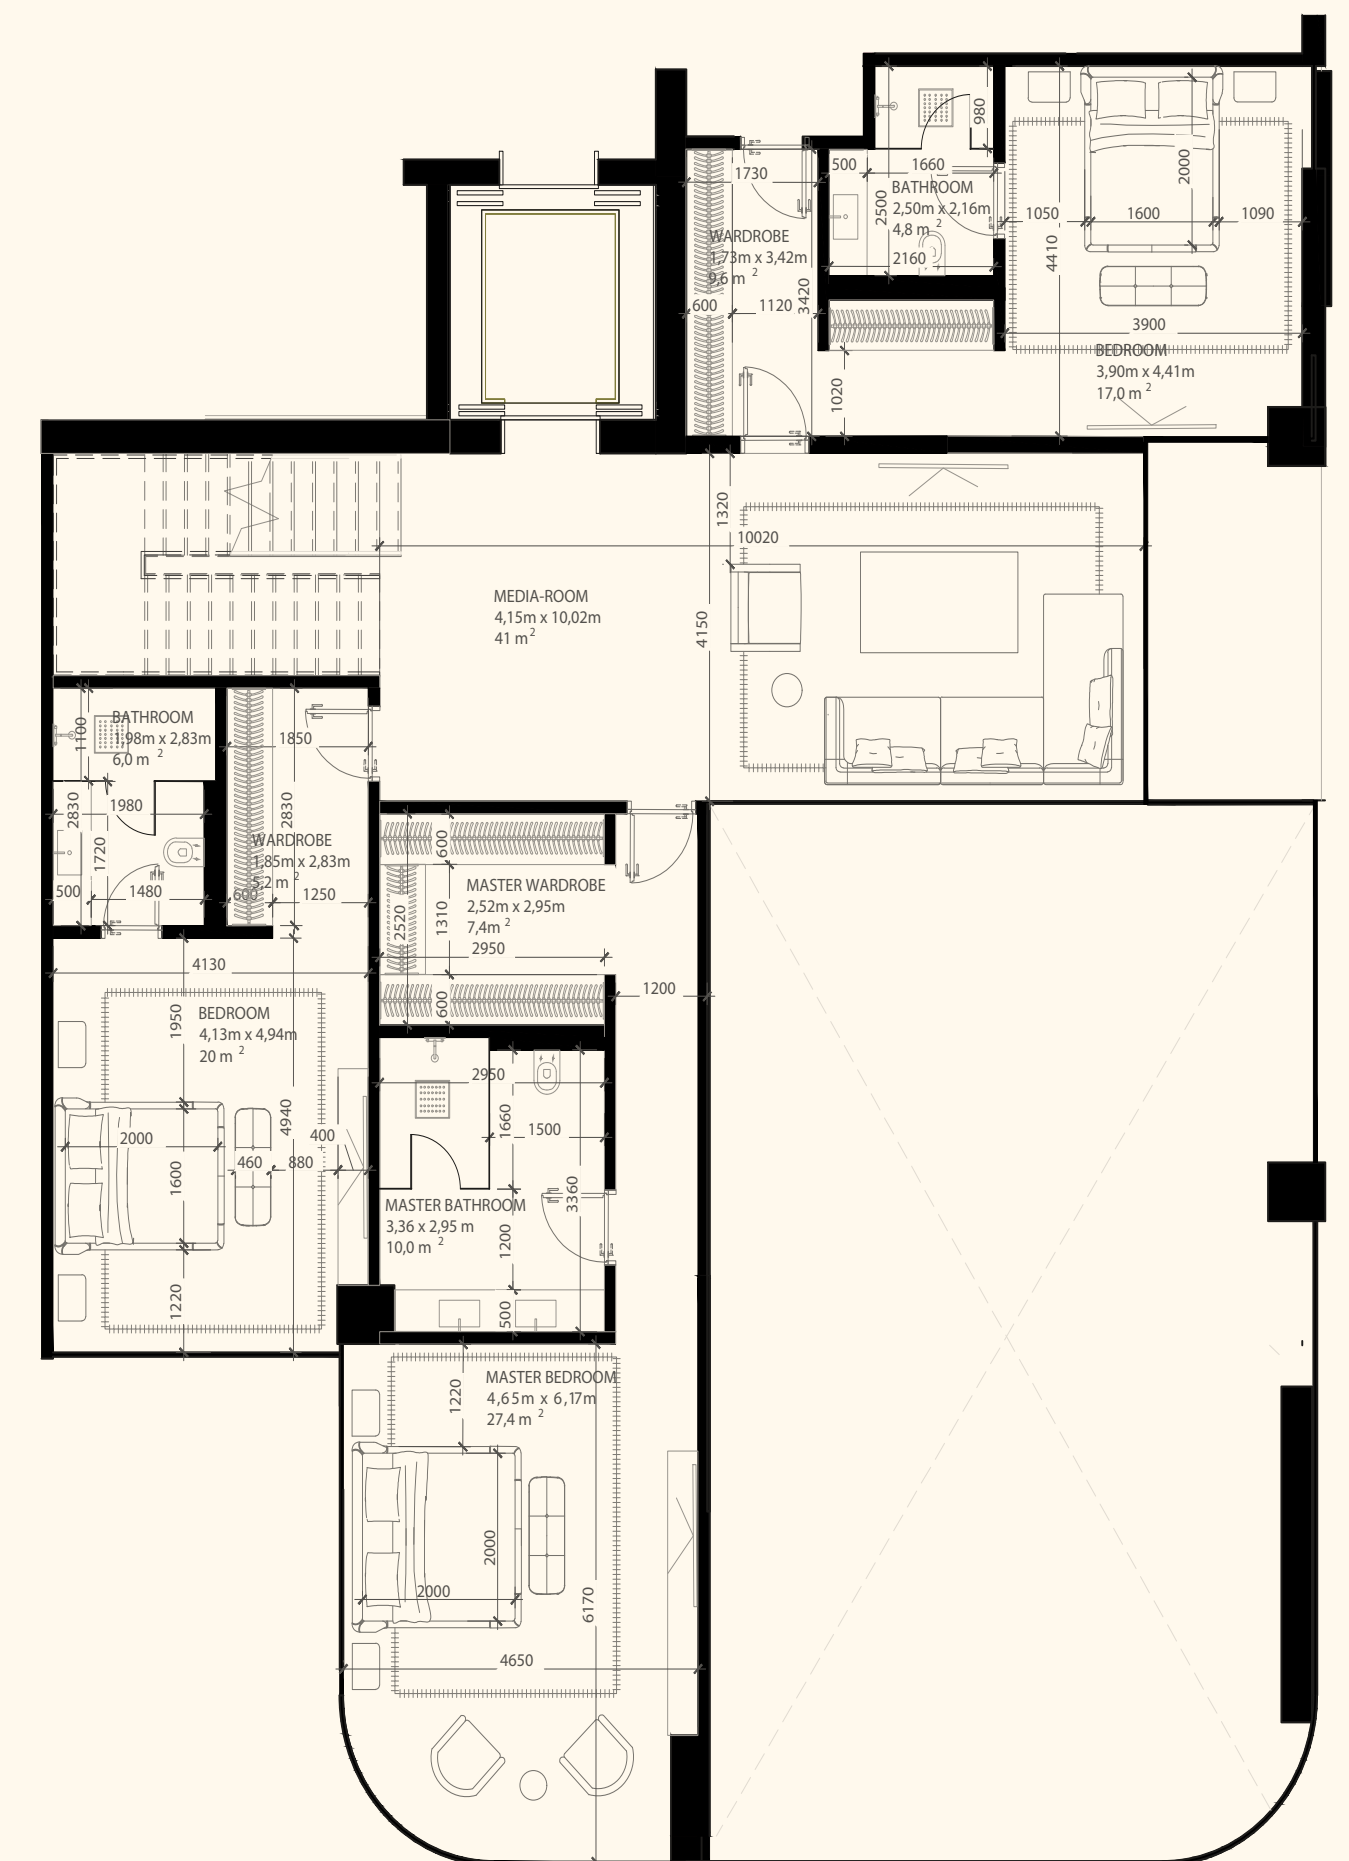 980
500
1660
1730
BATHROOM
2,50m x 2,16m
4,8 m 2
2500
2160
2000
1050
1600
1090
4410
WARDROBE
1,73m x 3,42m
9,6 m 2
3420
600
1120
3900
BEDROOM
3,90m x 4,41m
17,0 m 2
1020
1320
10020
MEDIA-ROOM
4,15m x 10,02m
41 m 2
4150
BATHROOM
1,98m x 2,83m
6,0 m 2
1100
1850
2830
1980
1720
500
1480
2830
WARDROBE
1,85m x 2,83m
5,2 m 2
600
1250
600
MASTER WARDROBE
2,52m x 2,95m
7,4m 2
2520
1310
2950
600
1200
4130
1950
BEDROOM
4,13m x 4,94m
20 m 2
4940
400
2000
460
880
1600
1220
2950
1660
1500
3360
MASTER BATHROOM
3,36 x 2,95 m
10,0 m 2
1200
500
MASTER BEDROOM
4,65m x 6,17m
27,4 m 2
1220
2000
2000
6170
4650